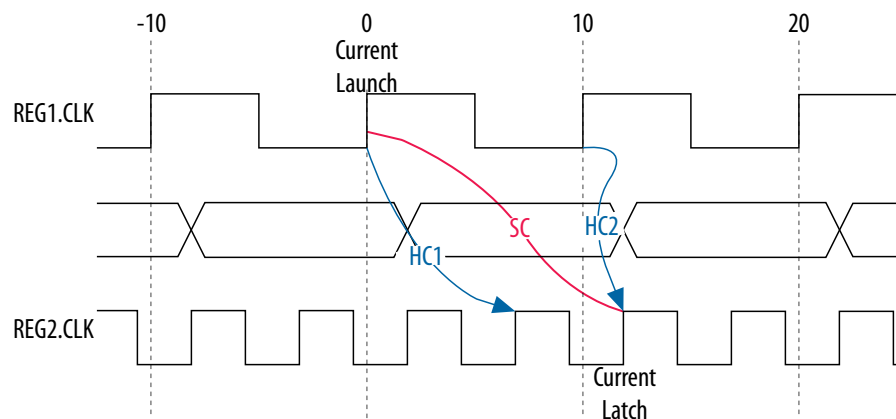 -10 0 10 20
Current
Launch
REG1.CLK
SC
HC2
HC1
REG2.CLK
Current
Latch